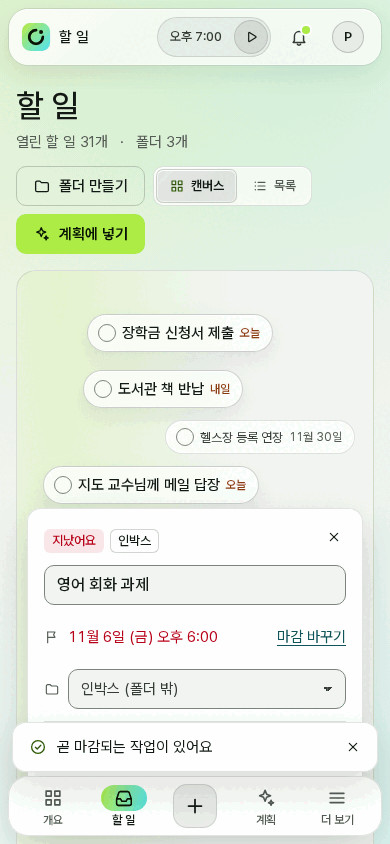 할 일
오후 7:00
P
할 일
열린 할 일 31개 · 폴더 3개
폴더 만들기
캔버스
목록
계획에 넣기
장학금 신청서 제출 오늘
도서관 책 반납 내일
헬스장 등록 연장 11월 30일
지도 교수님께 메일 답장 오늘
지났어요 인박스
영어 회화 과제
11월 6일 (금) 오후 6:00 마감 바꾸기
인박스 (폴더 밖)
곧 마감되는 작업이 있어요
개요 할 일 계획 더 보기